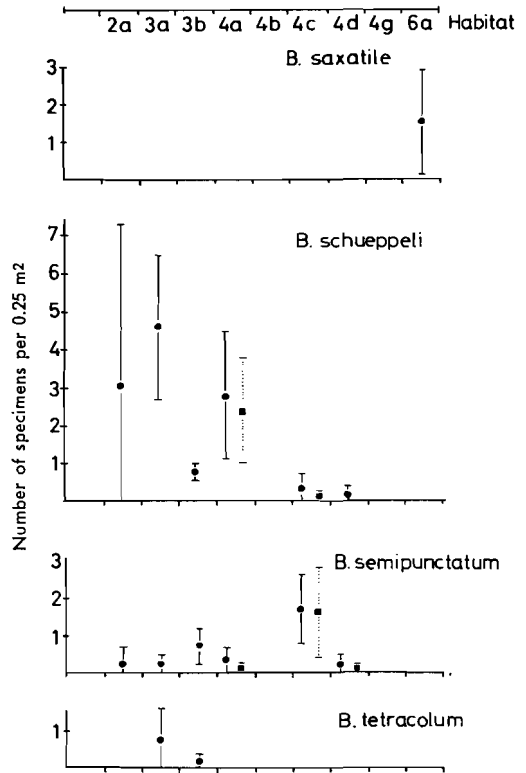 2a 3a 3b 4a 4b 4c 4d 4g 6a Habitat
B. saxatile
3
2
1
B. schueppeli
7
6
5
4
3
2
1
Number of specimens per 0.25 m2
B. semipunctatum
3
2
1
B. tetracolum
1